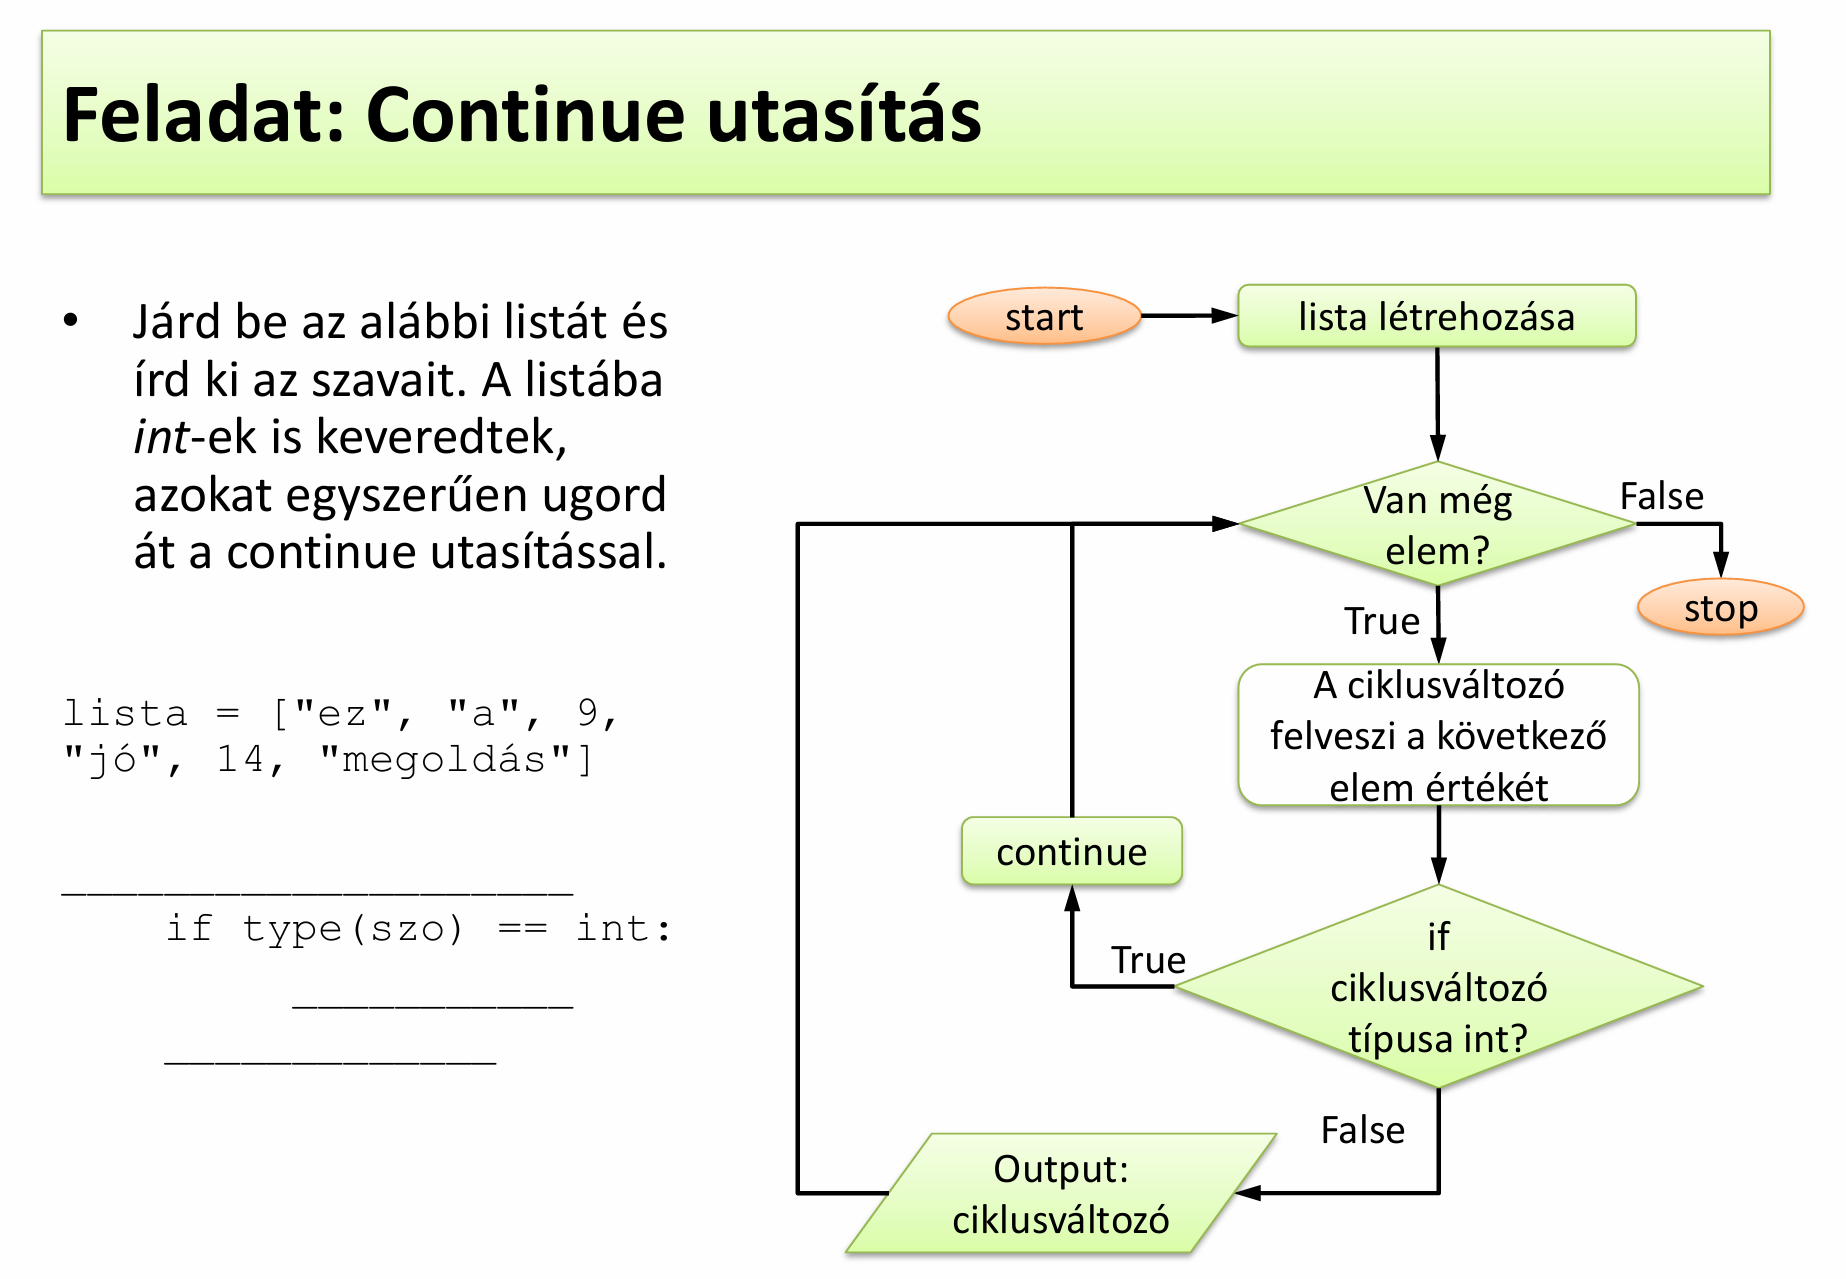 Feladat: Continue utasítás
• Járd be az alábbi listát és
írd ki az szavait. A listába
int-ek is keveredtek,
azokat egyszerűen ugord
át a continue utasítással.
lista = ["ez", "a", 9,
"jó", 14, "megoldás"]
____________________
if type(szo) == int:
___________
_____________
start
lista létrehozása
Van még
elem?
False
stop
True
A ciklusváltozó
felveszi a következő
elem értékét
continue
True
if
ciklusváltozó
típusa int?
False
Output:
ciklusváltozó